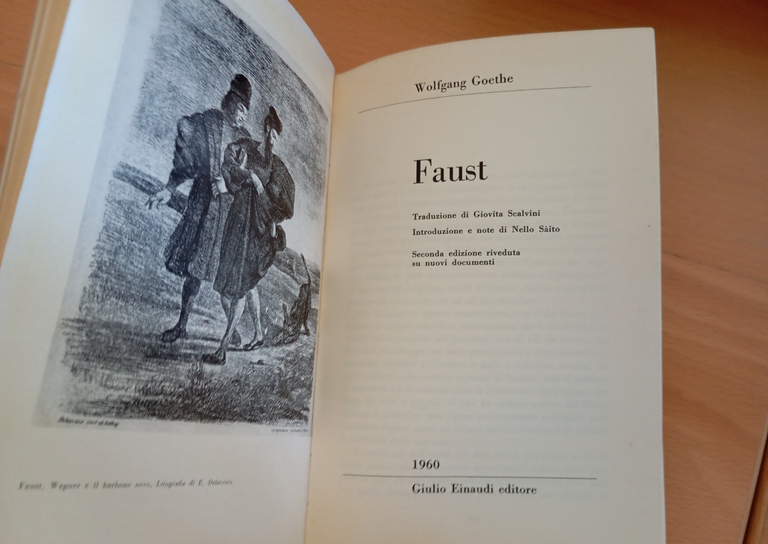 Faust, Wagner e il barbone nero, Litografia di E. Delacroix
Wolfgang Goethe
Faust
Traduzione di Giovita Scalvini
Introduzione e note di Nello Sáito
Seconda edizione riveduta
su nuovi documenti
1960
Giulio Einaudi editore